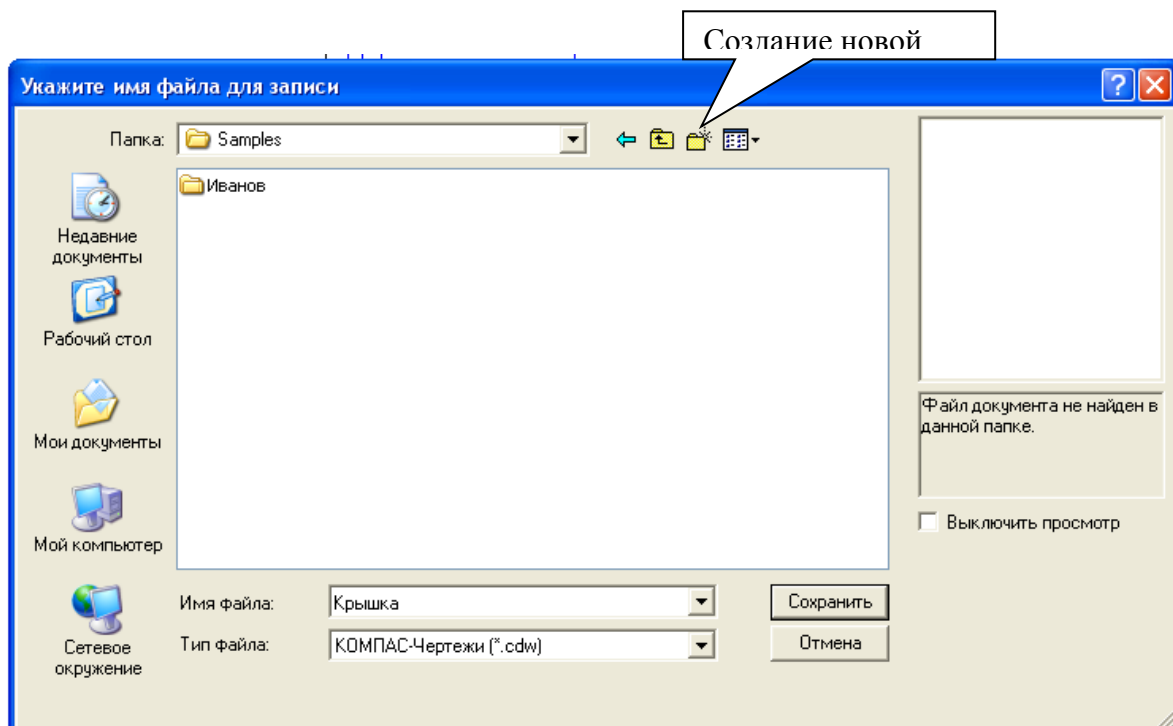 Создание новой
Укажите имя файла для записи
Папка: Samples
Иванов
Недавние
документы
Рабочий стол
Мои документы
Мой компьютер
Сетевое
окружение
Файл документа не найден в
данной папке.
Выключить просмотр
Имя файла: Крышка Сохранить
Тип файла: КОМПАС-Чертежи (*.cdw) Отмена